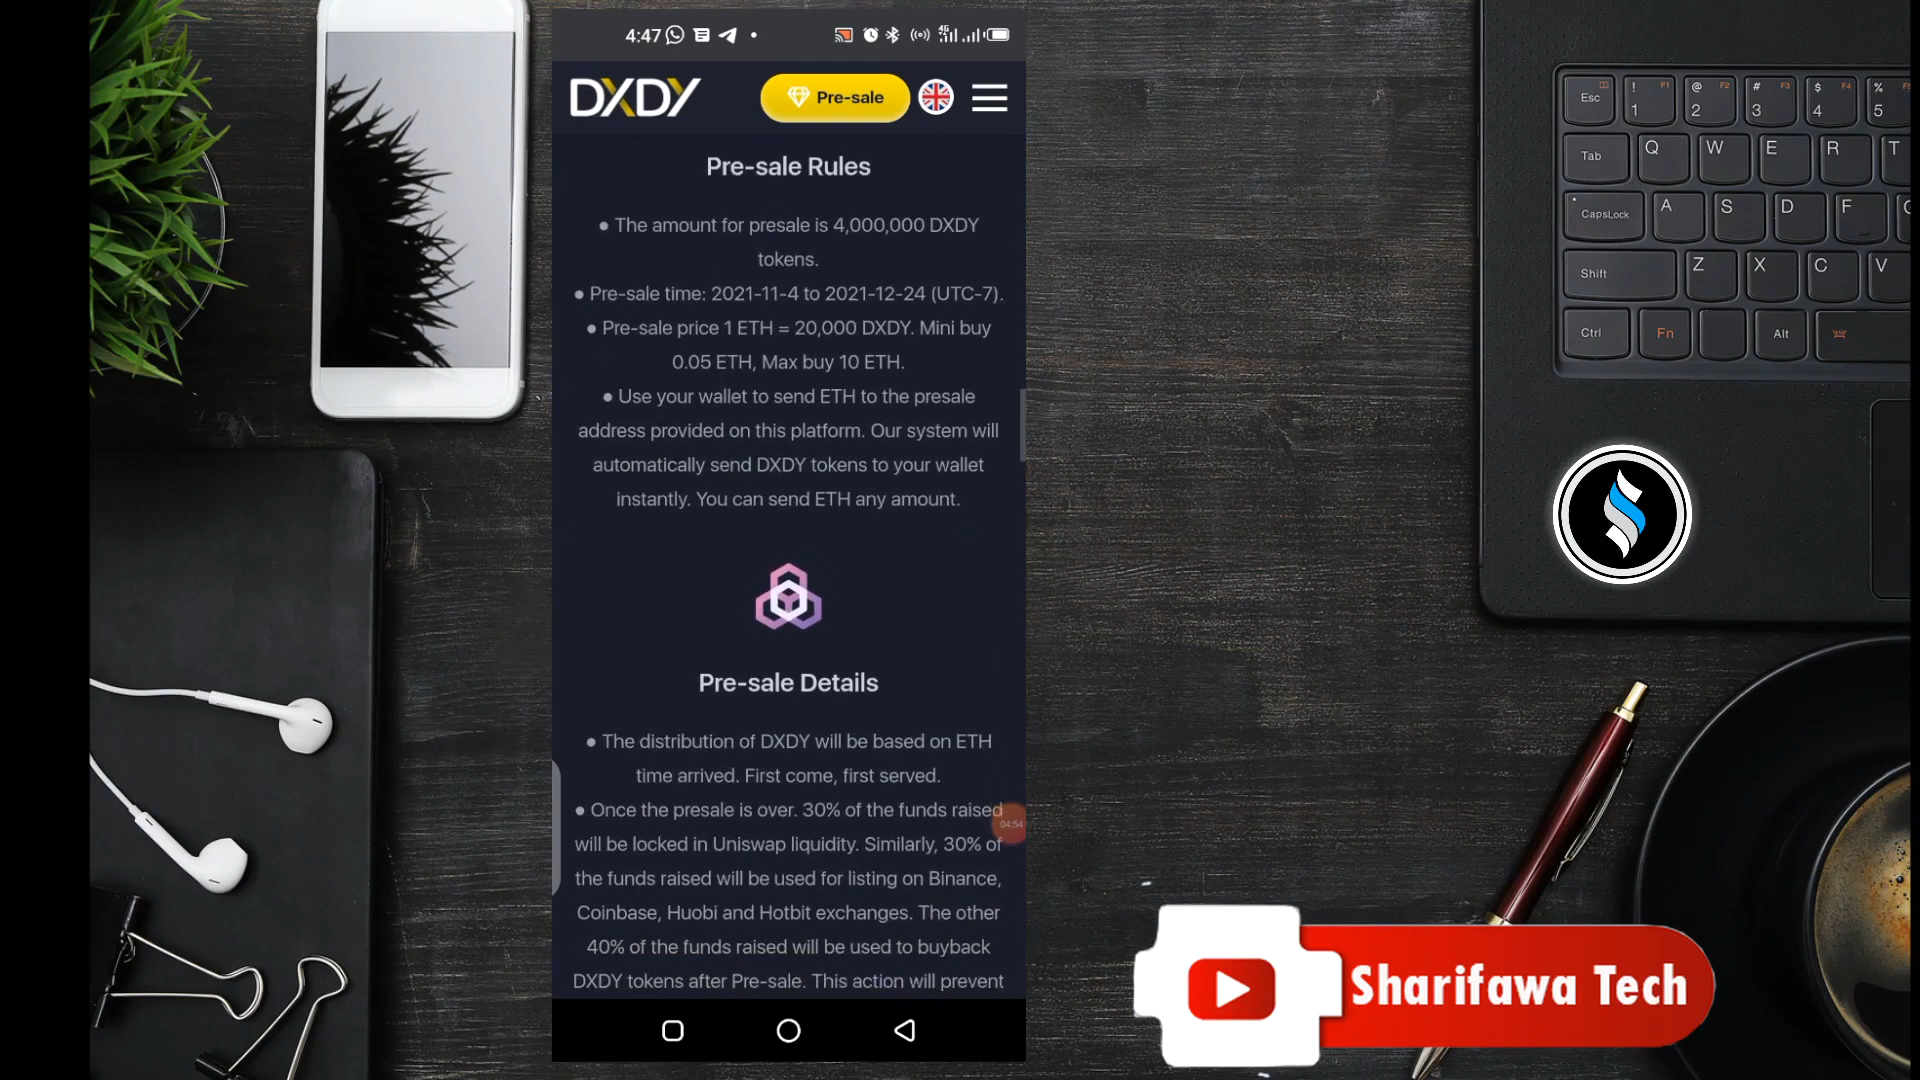 4:47
DXDY
Pre-sale
Pre-sale Rules
● The amount for presale is 4,000,000 DXDY
tokens.
● Pre-sale time: 2021-11-4 to 2021-12-24 (UTC-7).
● Pre-sale price 1 ETH = 20,000 DXDY. Mini buy
0.05 ETH, Max buy 10 ETH.
● Use your wallet to send ETH to the presale
address provided on this platform. Our system will
automatically send DXDY tokens to your wallet
instantly. You can send ETH any amount.
Pre-sale Details
● The distribution of DXDY will be based on ETH
time arrived. First come, first served.
● Once the presale is over. 30% of the funds raised
04:54
will be locked in Uniswap liquidity. Similarly, 30% of
the funds raised will be used for listing on Binance,
Coinbase, Huobi and Hotbit exchanges. The other
40% of the funds raised will be used to buyback
DXDY tokens after Pre-sale. This action will prevent
Esc ! 1 F1 @ 2 F2 # 3 F3 $ 4 F4 % 5
Tab Q W E R T
CapsLock A S D F
Shift Z X C V
Ctrl Fn Alt
Sharifawa Tech